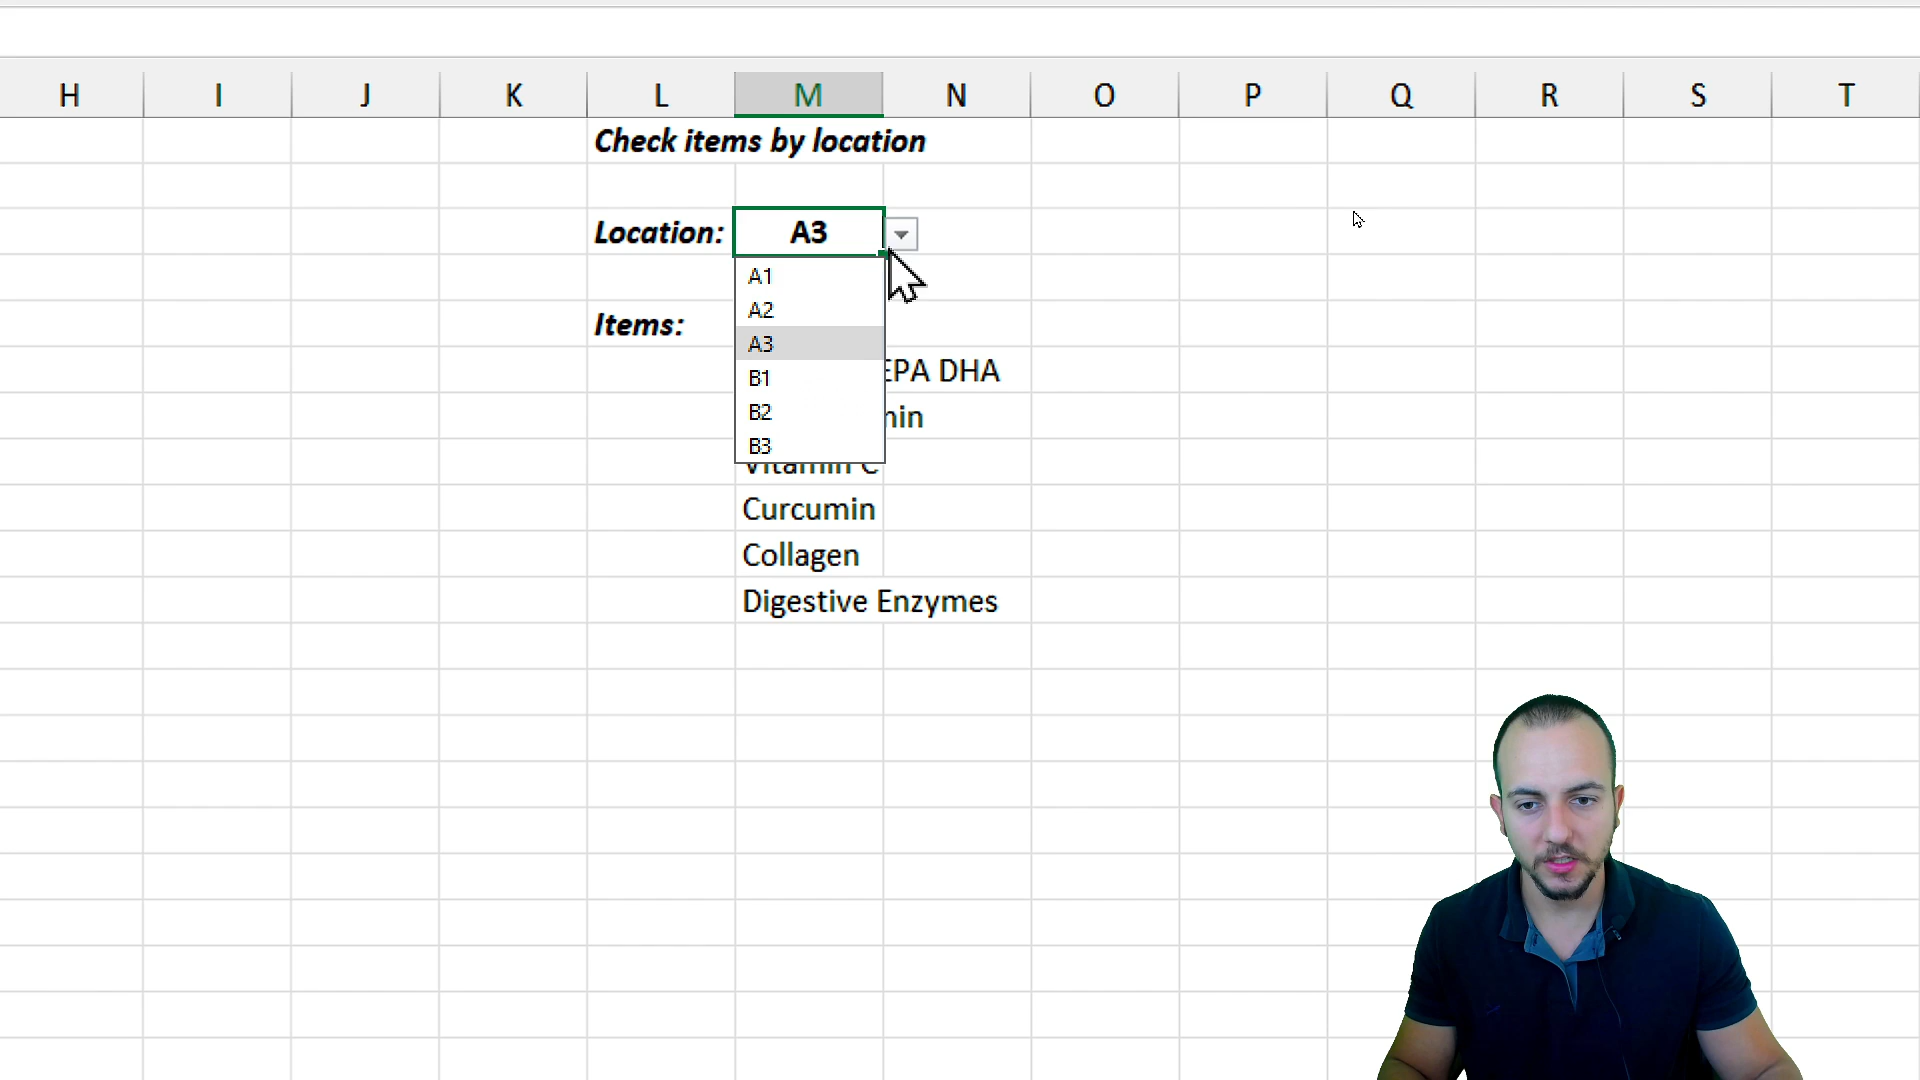 H I J K L M N O P Q R S T
Check items by location
Location: A3
A1
A2
Items:
A3
EPA DHA
B1
B2
B3
Vitamin C
Curcumin
Collagen
Digestive Enzymes